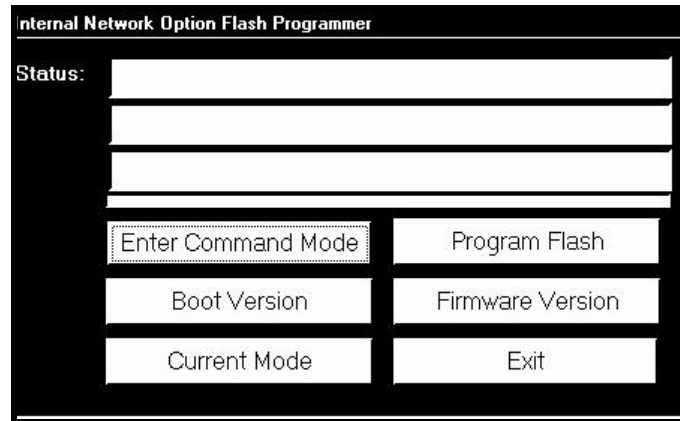 Internal Network Option Flash Programmer
Status:
Enter Command Mode
Program Flash
Boot Version
Firmware Version
Current Mode
Exit